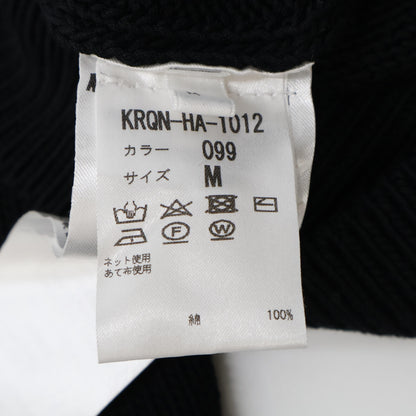 KRQN-HA-1012
カラー 099
サイズ M
F W
ネット使用
あて布使用
綿 100%